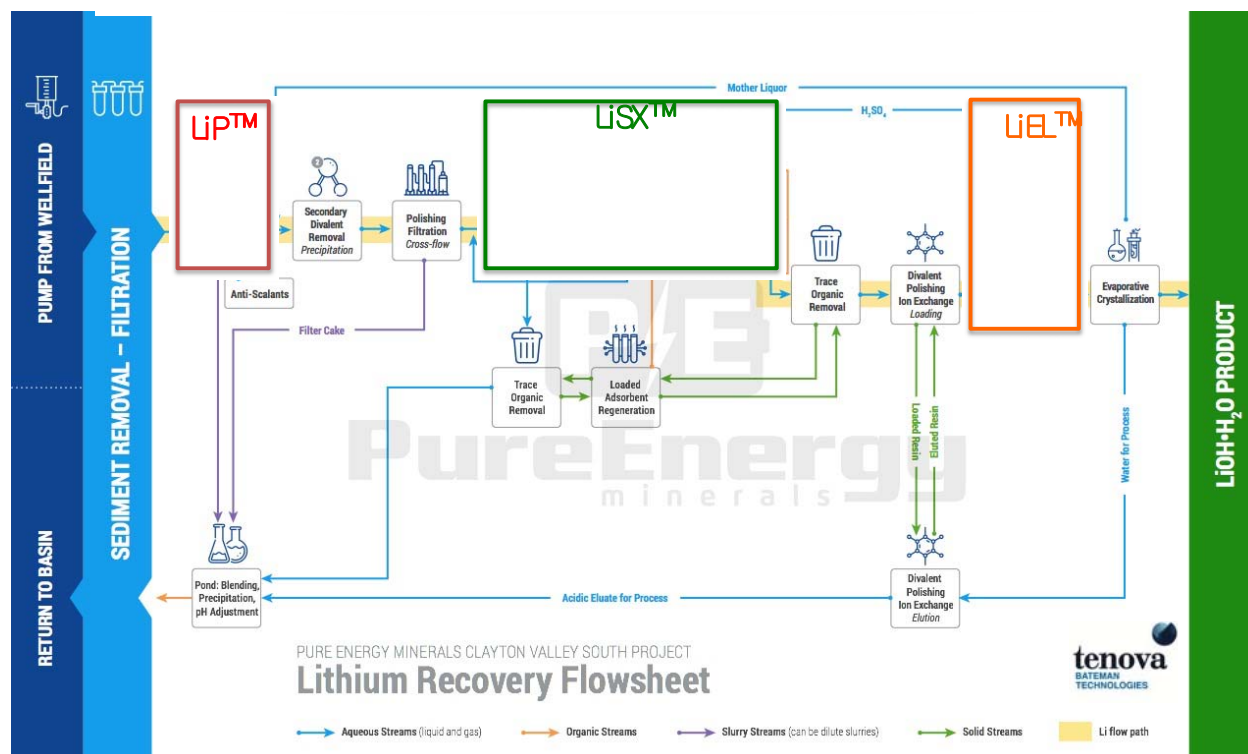 PUMP FROM WELLFIELD
RETURN TO BASIN
SEDIMENT REMOVAL – FILTRATION
Mother Liquor
H₂SO₄
LiP™
LiSX™
LiEL™
2
Secondary
Divalent
Removal
Precipitation
Polishing
Filtration
Cross-flow
Anti-Scalants
Filter Cake
Trace
Organic
Removal
Divalent
Polishing
Ion Exchange
Loading
Evaporative
Crystallization
Trace
Organic
Removal
Loaded
Adsorbent
Regeneration
PE
PureEnergy
minerals
Loaded Resin
Eluted Resin
Water for Process
Pond: Blending,
Precipitation,
pH Adjustment
Acidic Eluate for Process
Divalent
Polishing
Ion Exchange
Elution
LiOH•H₂O PRODUCT
PURE ENERGY MINERALS CLAYTON VALLEY SOUTH PROJECT
Lithium Recovery Flowsheet
tenova
BATEMAN
TECHNOLOGIES
Aqueous Streams (liquid and gas)
Organic Streams
Slurry Streams (can be dilute slurries)
Solid Streams
Li flow path